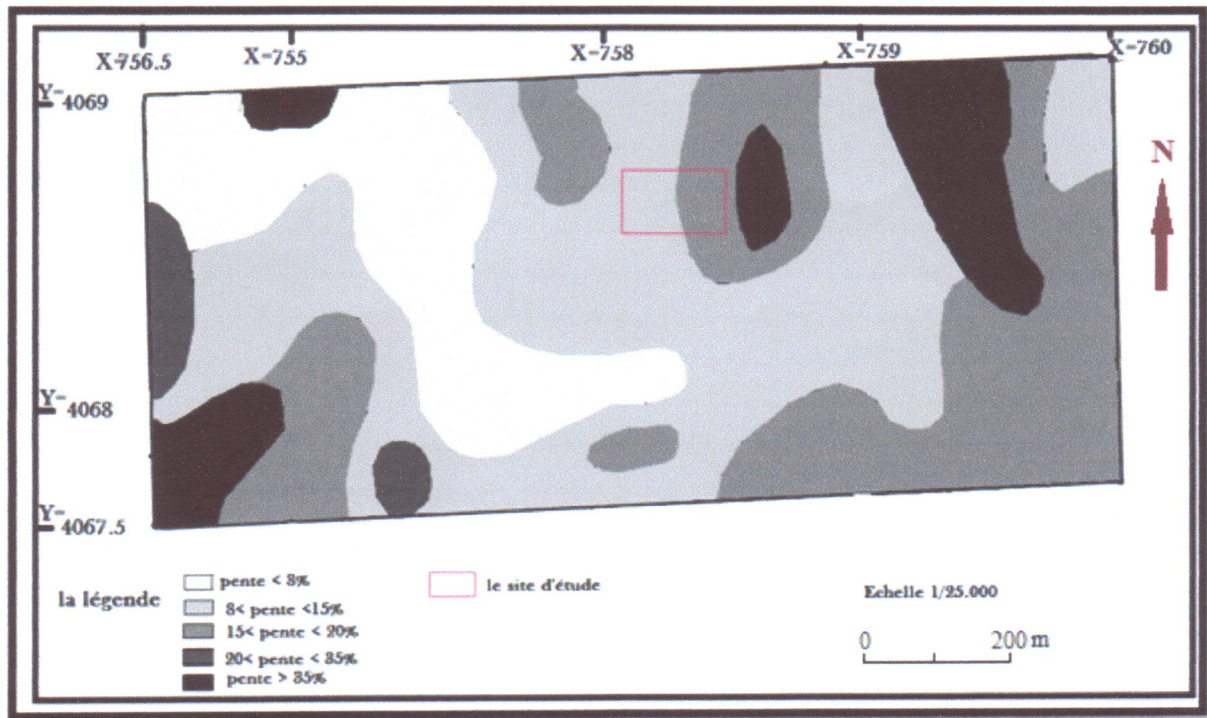 X=756.5 X=755 X=758 X=759 X=760
Y=
4069
N
Y=
4068
Y=
4067.5
la légende
pente < 8%
8< pente <15%
15< pente < 20%
20< pente < 35%
pente > 35%
le site d'étude
Echelle 1/25.000
0 200 m